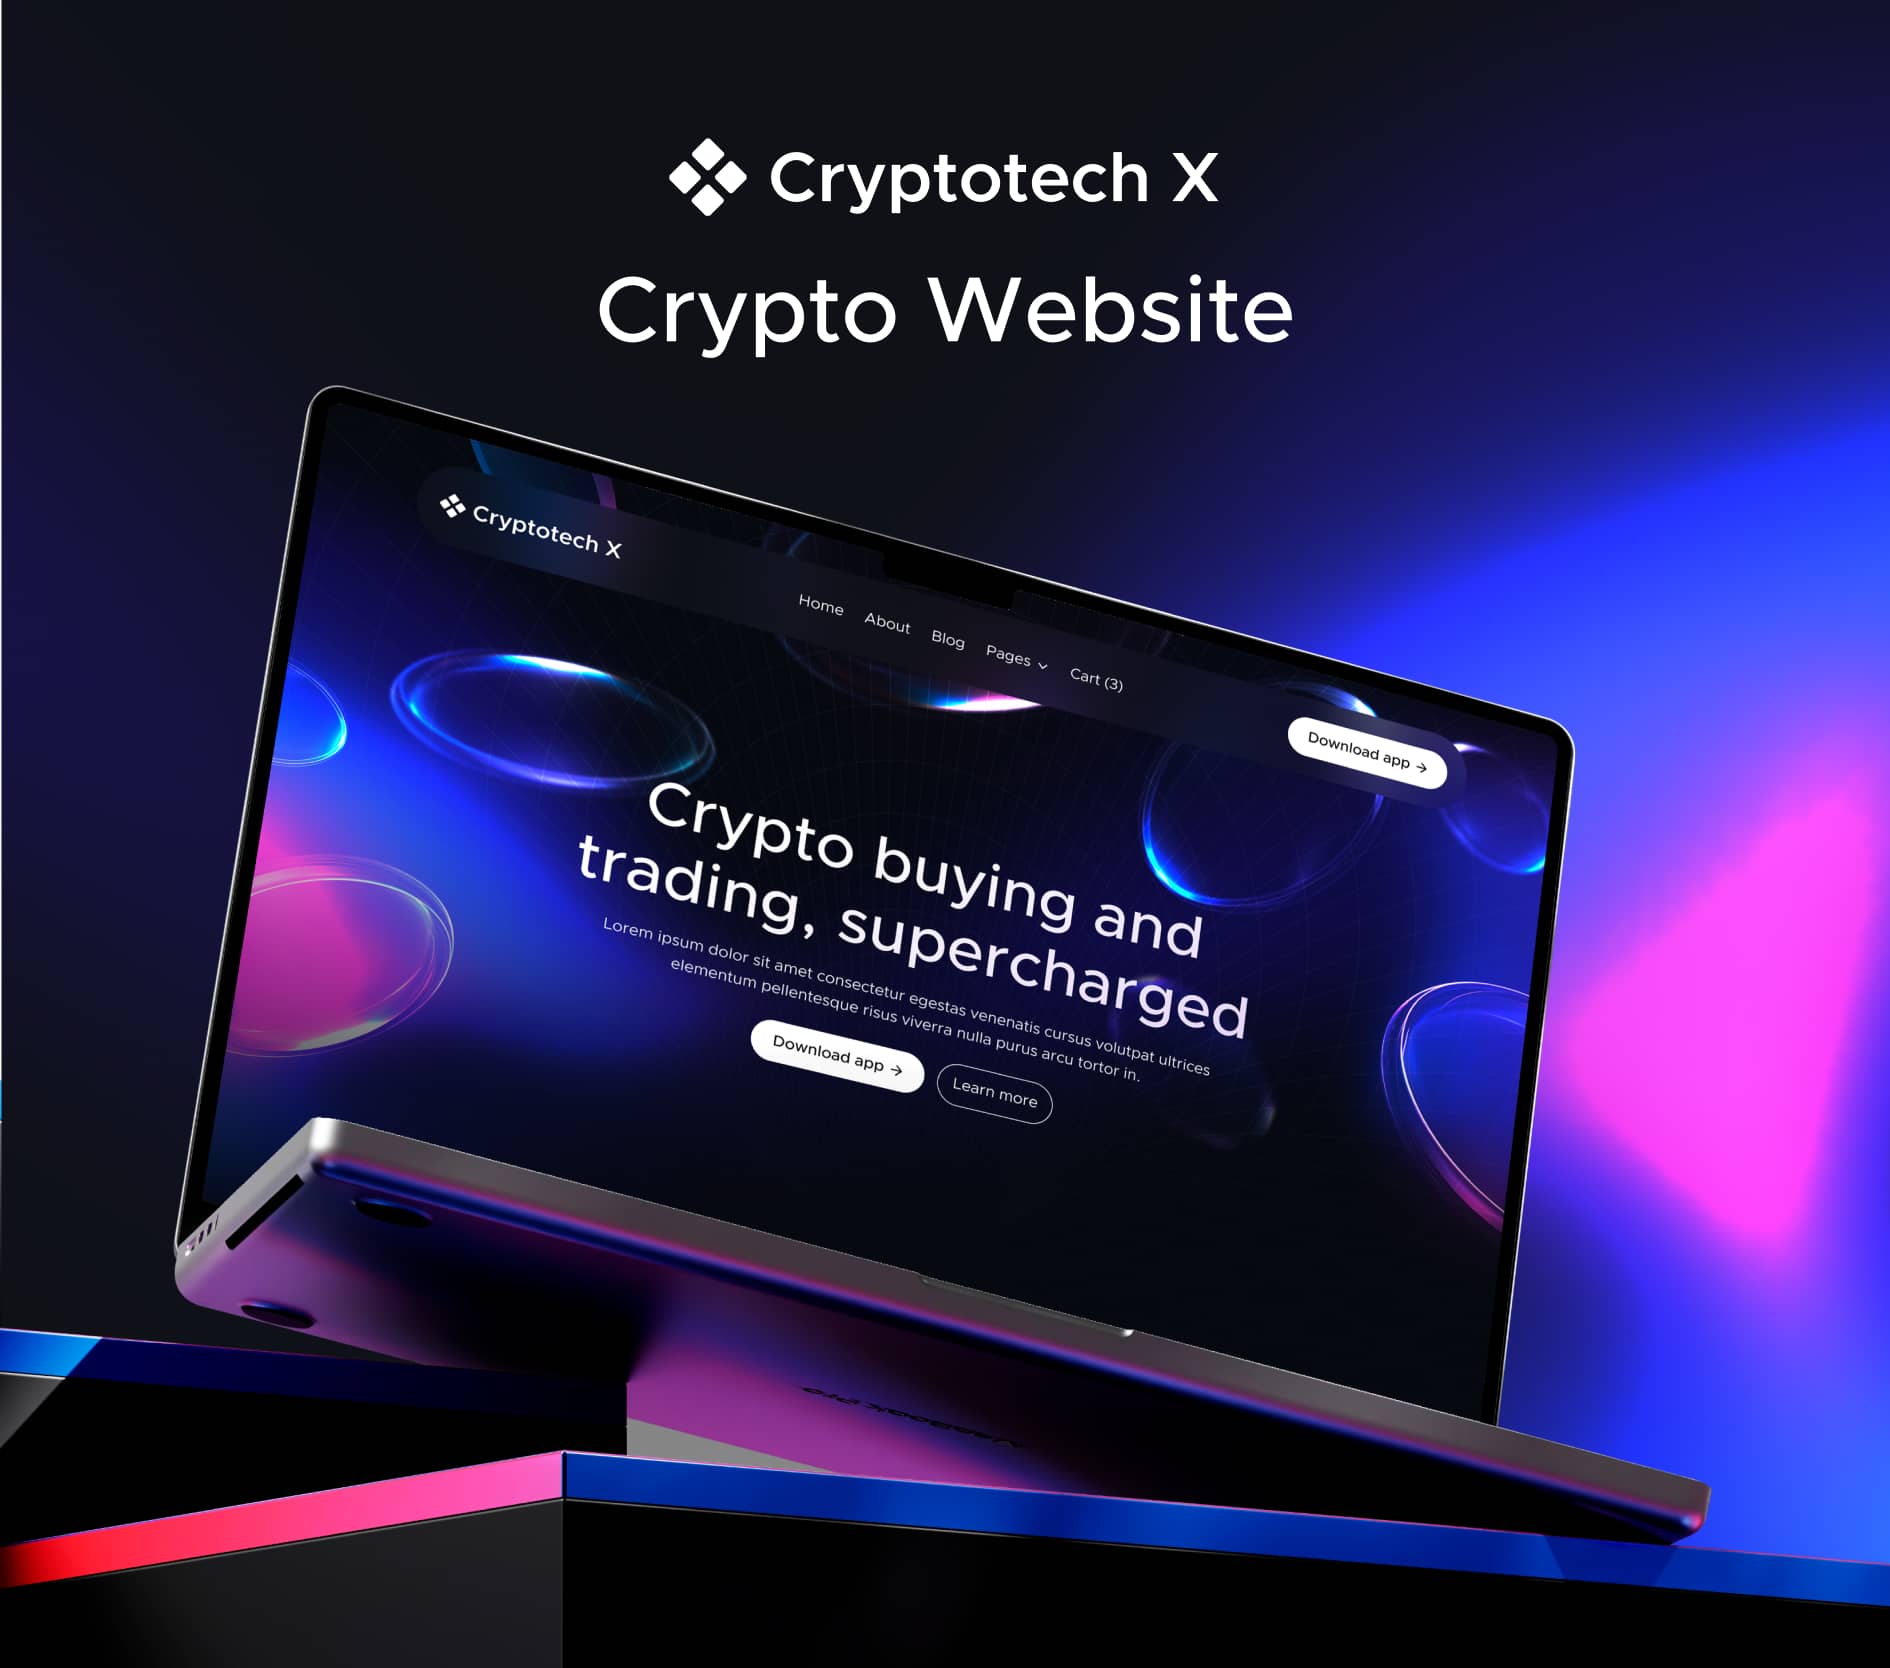 Cryptotech X
Crypto Website
Cryptotech X
Home
About
Blog
Pages
Cart (3)
Download app →
Crypto buying and
trading, supercharged
Lorem ipsum dolor sit amet consectetur egestas venenatis cursus volutpat ultrices
elementum pellentesque risus viverra nulla purus arcu tortor in.
Download app →
Learn more
MacBook Pro